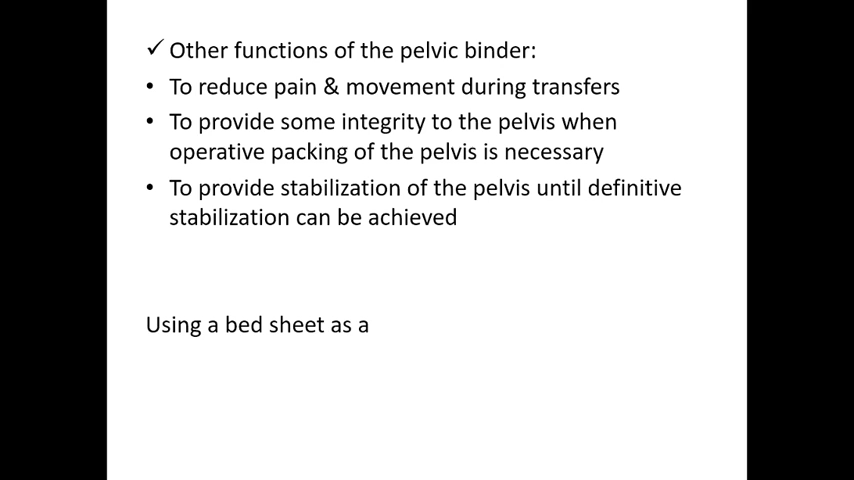 ✓ Other functions of the pelvic binder:
• To reduce pain & movement during transfers
• To provide some integrity to the pelvis when
operative packing of the pelvis is necessary
• To provide stabilization of the pelvis until definitive
stabilization can be achieved
Using a bed sheet as a